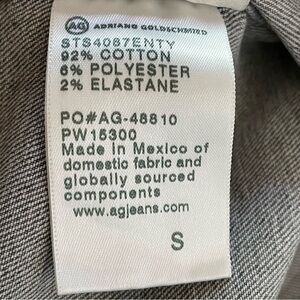 AG ADRIANO GOLDSCHMIED
STS4087ENTY
92% COTTON
6% POLYESTER
2% ELASTANE
PO#AG-48810
PW15300
Made in Mexico of
domestic fabric and
globally sourced
components
www.agjeans.com
S